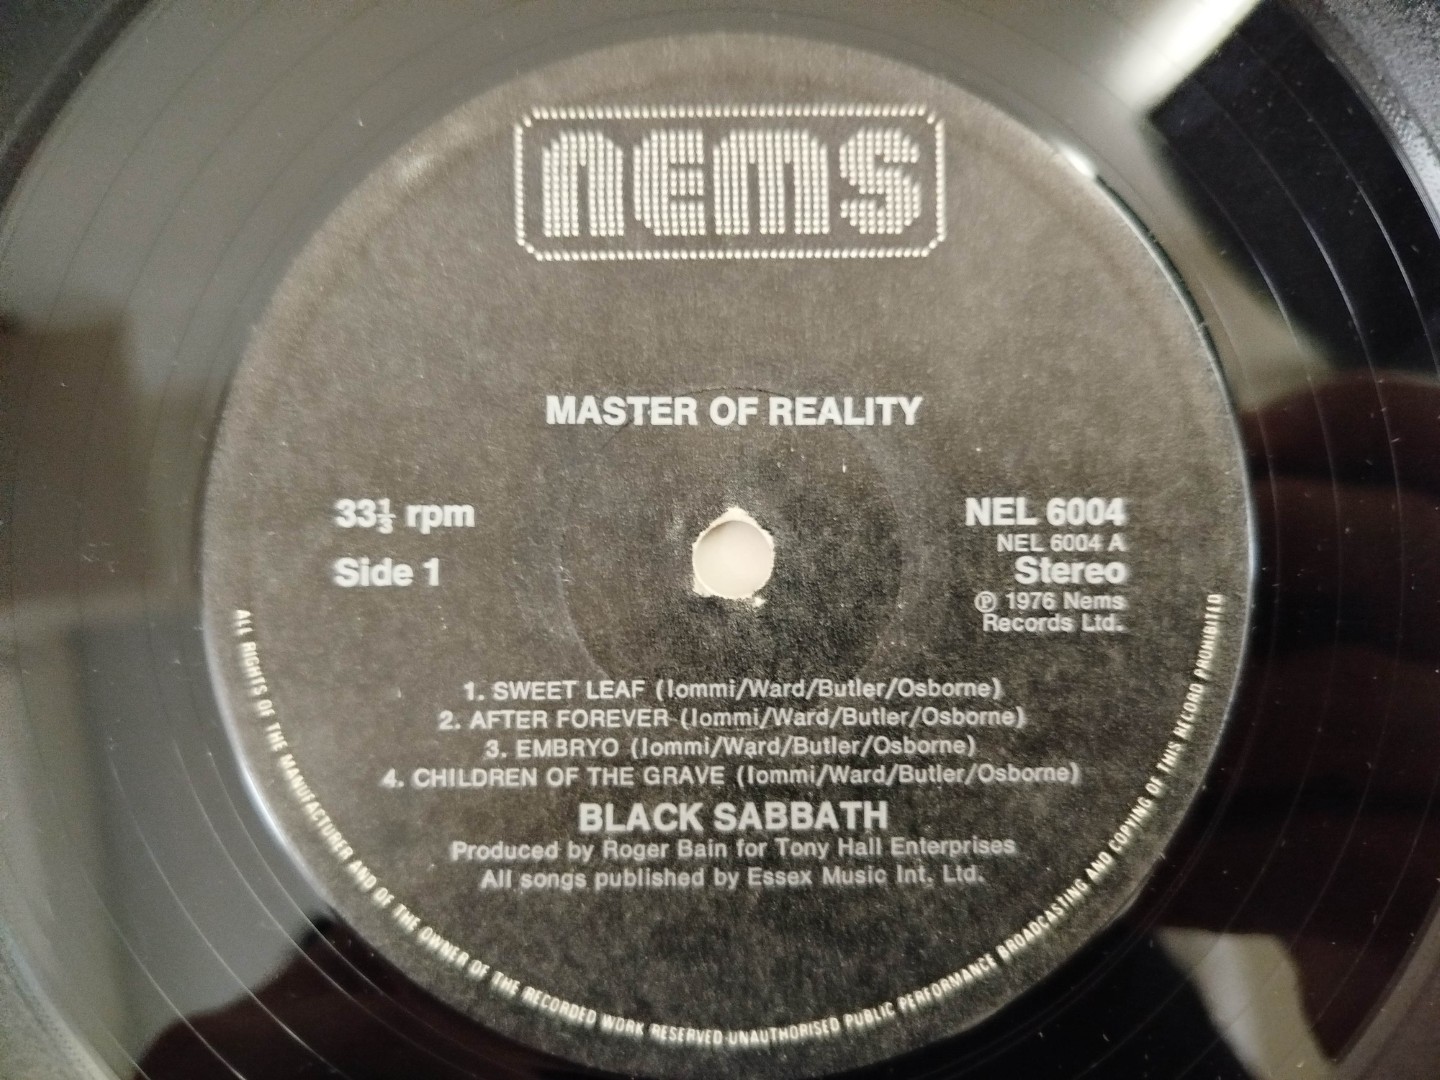 nems
MASTER OF REALITY
33⅓ rpm
Side 1
NEL 6004
NEL 6004 A
Stereo
℗ 1976 Nems
Records Ltd.
1. SWEET LEAF (Iommi/Ward/Butler/Osborne)
2. AFTER FOREVER (Iommi/Ward/Butler/Osborne)
3. EMBRYO (Iommi/Ward/Butler/Osborne)
4. CHILDREN OF THE GRAVE (Iommi/Ward/Butler/Osborne)
BLACK SABBATH
Produced by Roger Bain for Tony Hall Enterprises
All songs published by Essex Music Int. Ltd.
ALL RIGHTS OF THE MANUFACTURER AND OF THE OWNER OF THE RECORDED WORK RESERVED UNAUTHORISED PUBLIC PERFORMANCE BROADCASTING AND COPYING OF THIS RECORD PROHIBITED